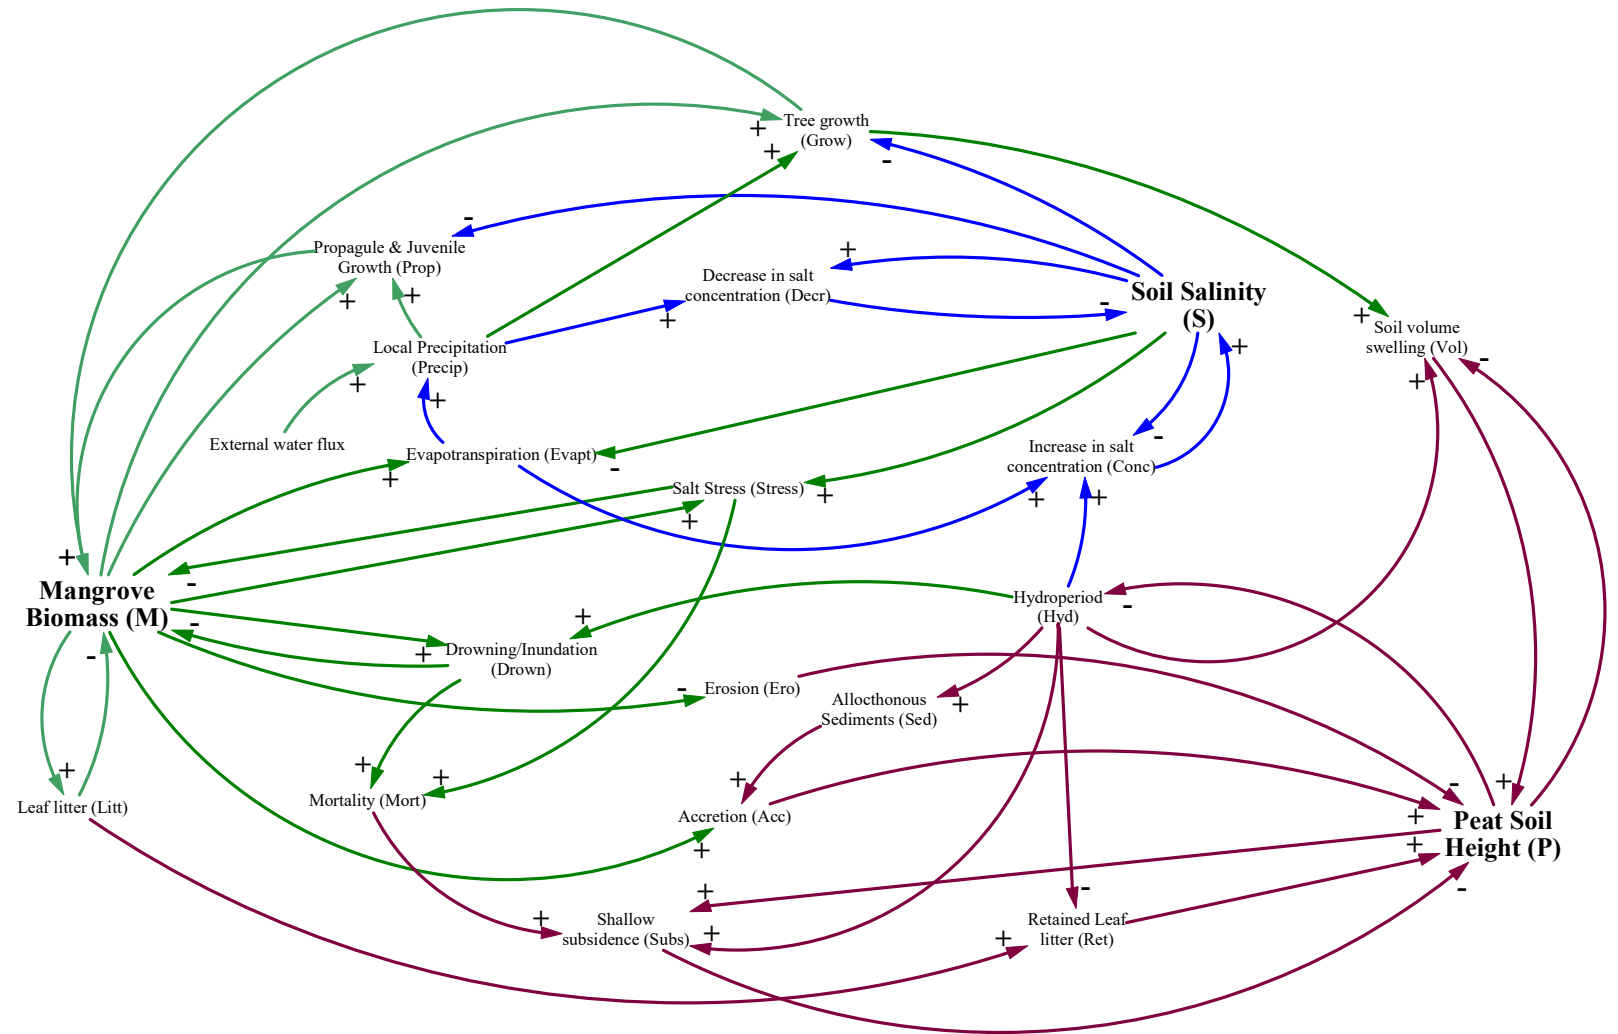 Tree growth
(Grow)
+
+
-
-
Propagule & Juvenile
Growth (Prop)
+
+
+
Decrease in salt
concentration (Decr)
+
-
Soil Salinity
(S)
+
Soil volume
swelling (Vol)
-
+
Local Precipitation
(Precip)
+
+
External water flux
Evapotranspiration (Evapt)
+
-
Increase in salt
concentration (Conc)
-
+
+
+
Salt Stress (Stress)
+
+
+
Mangrove
Biomass (M)
-
-
-
Hydroperiod
(Hyd)
-
+
Drowning/Inundation
(Drown)
+
-
Erosion (Ero)
Allocthonous
Sediments (Sed)
+
+
Leaf litter (Litt)
+
+
Mortality (Mort)
+
Accretion (Acc)
+
-
+
+
Peat Soil
Height (P)
+
-
+
+
Shallow
subsidence (Subs)
+
-
+
Retained Leaf
litter (Ret)